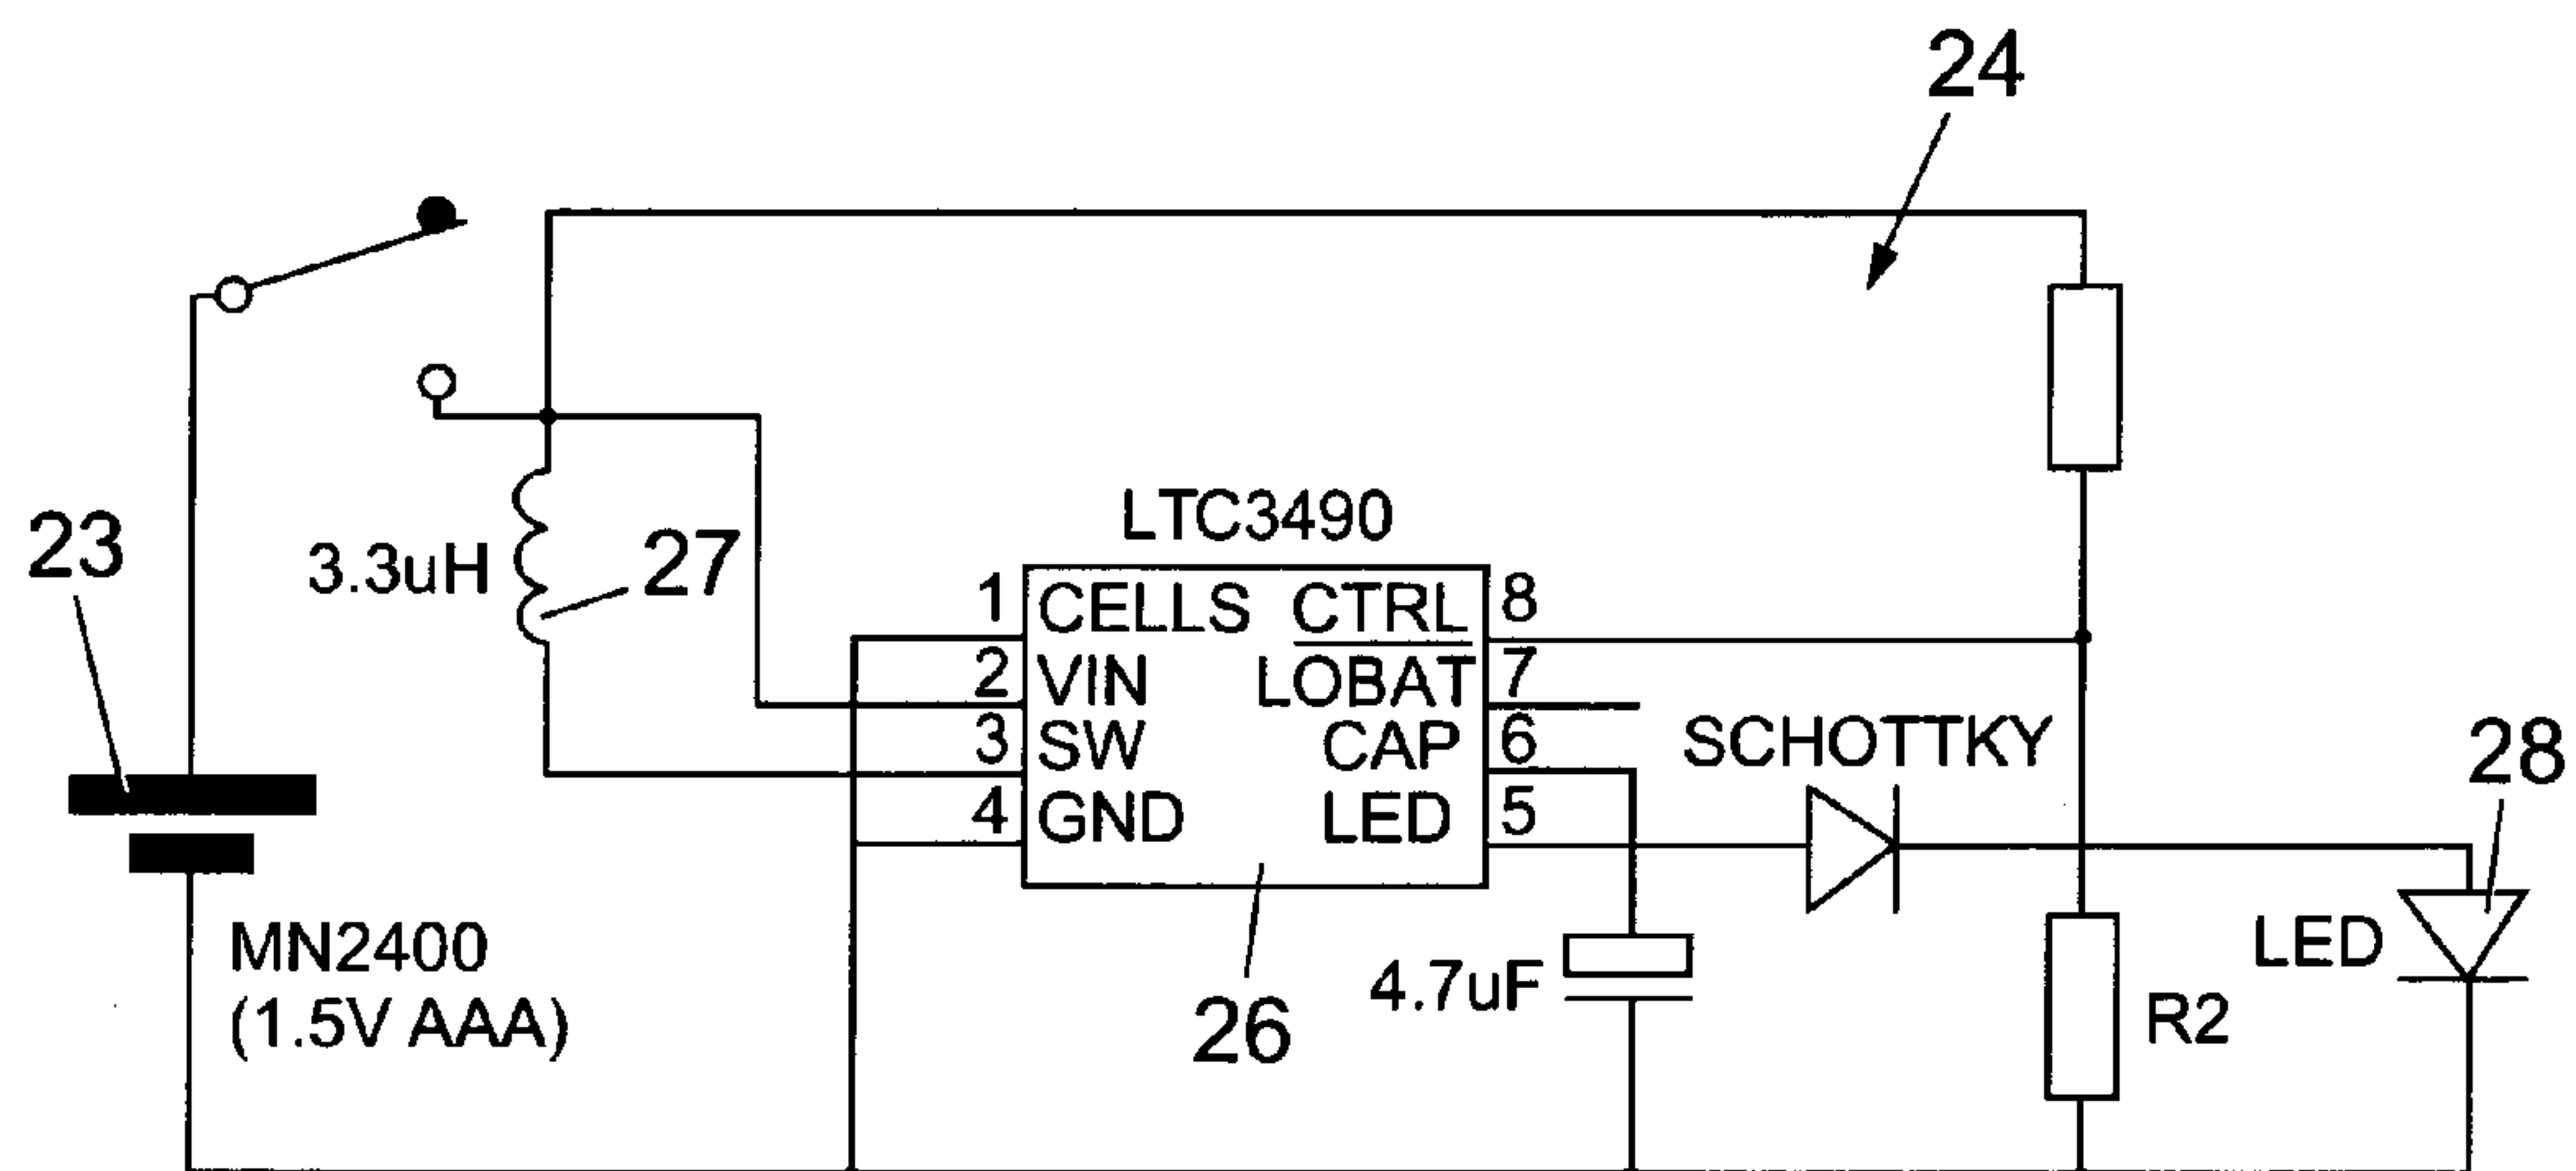 24
23
3.3uH
27
LTC3490
1 CELLS CTRL 8
2 VIN LOBAT 7
3 SW CAP 6
4 GND LED 5
SCHOTTKY
28
MN2400
(1.5V AAA)
26
4.7uF
R2
LED